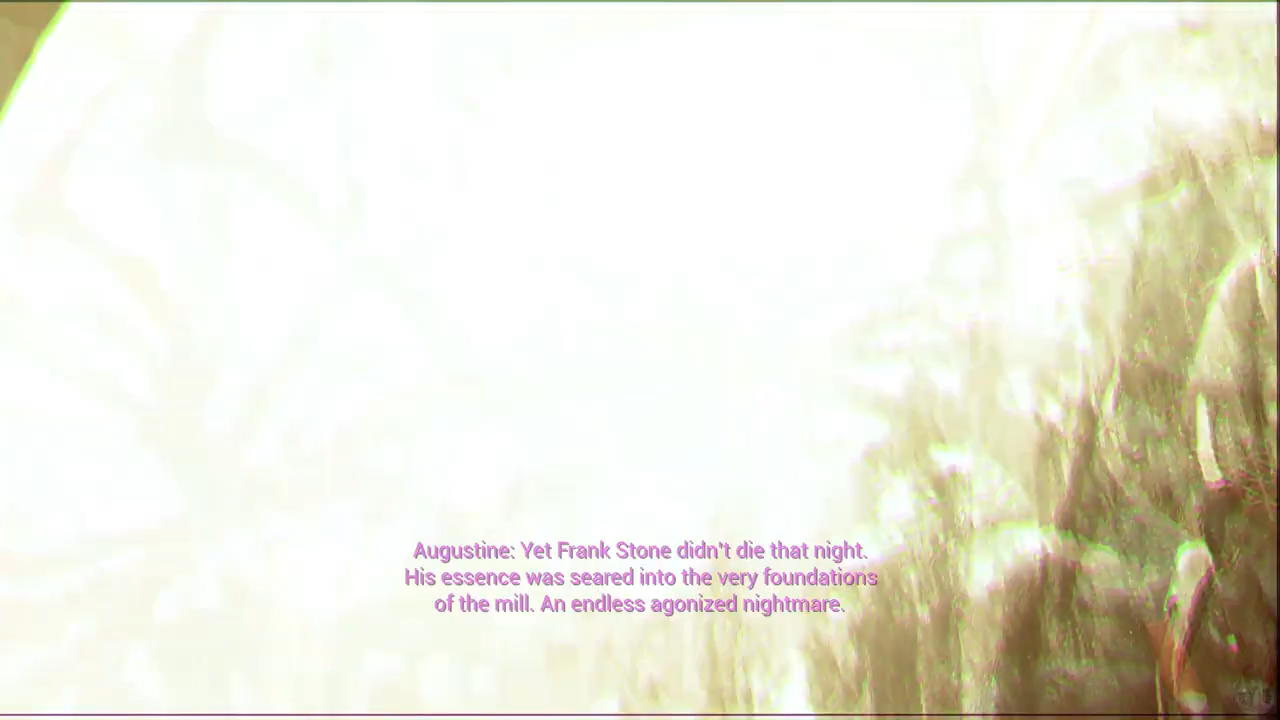 Augustine: Yet Frank Stone didn't die that night.
His essence was seared into the very foundations
of the mill. An endless agonized nightmare.